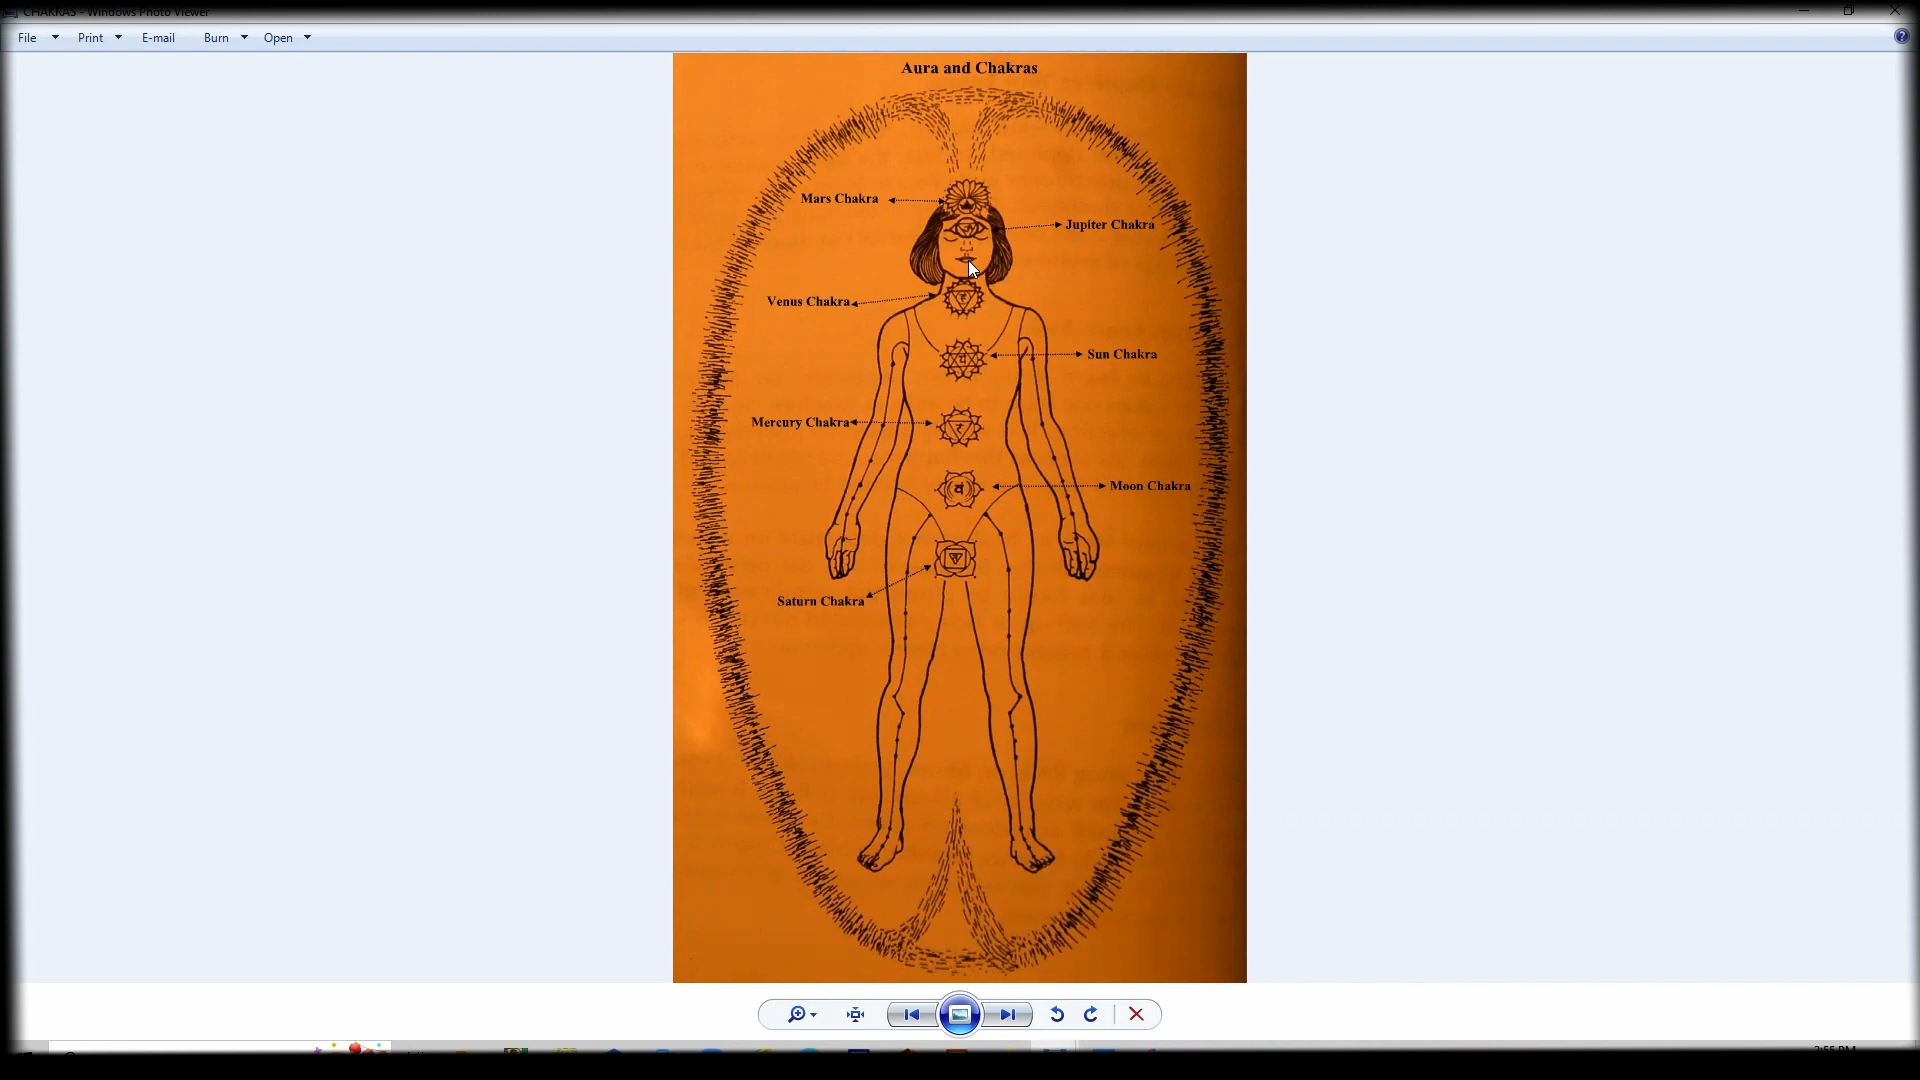 CHAKRAS - Windows Photo Viewer
File Print E-mail Burn Open
Aura and Chakras
Mars Chakra
Jupiter Chakra
Venus Chakra
Sun Chakra
Mercury Chakra
Moon Chakra
Saturn Chakra